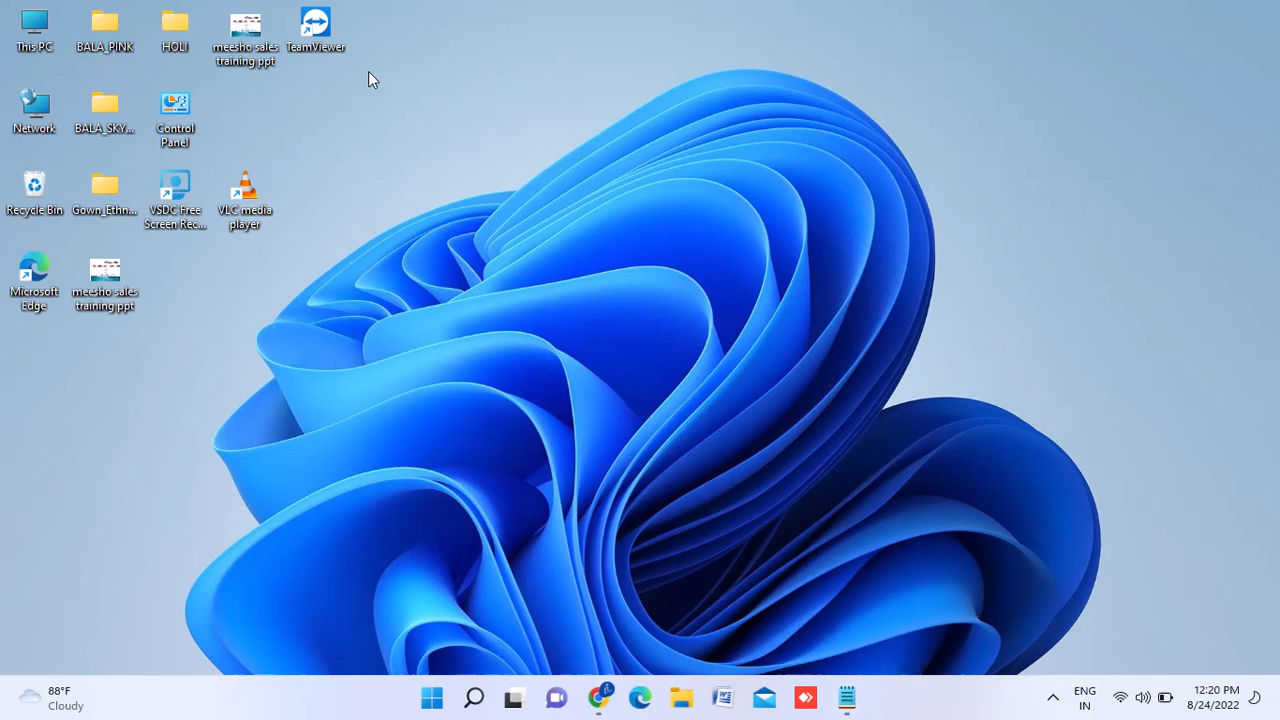 This PC
BALA_PINK
HOLI
meesho sales
training ppt
TeamViewer
Network
BALA_SKY...
Control
Panel
Recycle Bin
Gown_Ethn...
VSDC Free
Screen Rec...
VLC media
player
Microsoft
Edge
meesho sales
training ppt
88°F
Cloudy
ENG
IN
12:20 PM
8/24/2022